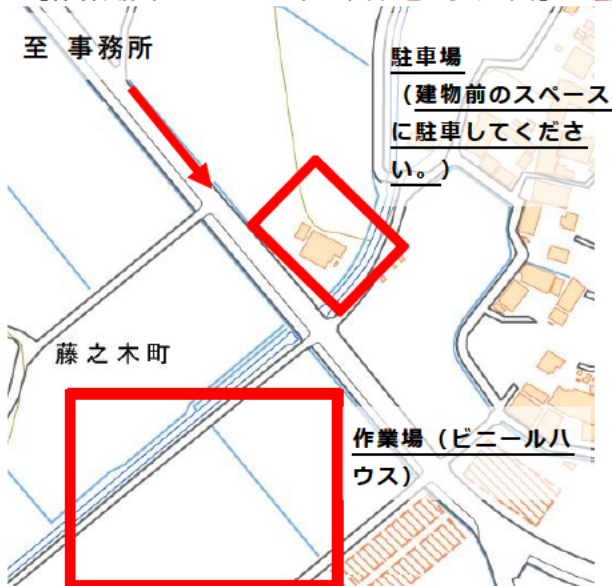 至 事務所
駐車場
（建物前のスペース
に駐車してくださ
い。）
藤之木町
作業場（ビニールハ
ウス）